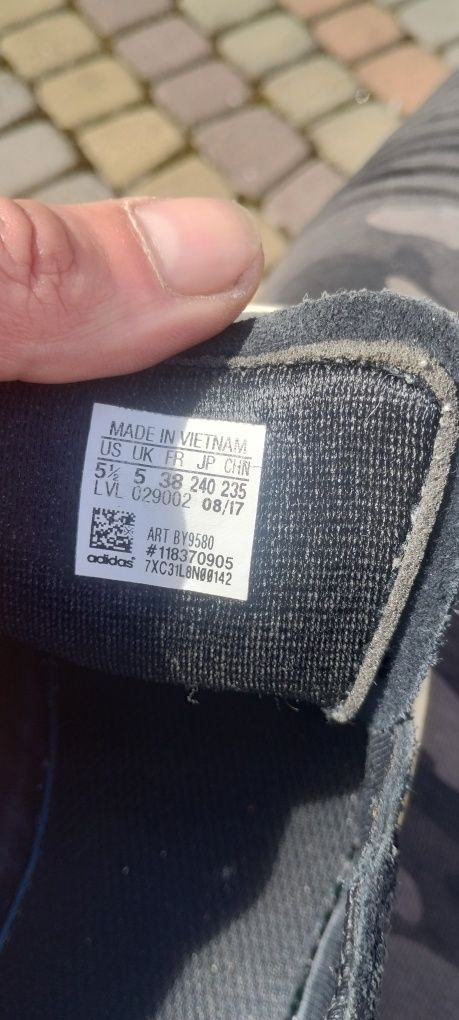 MADE IN VIETNAM
US UK FR JP CHN
5½ 5 38 240 235
LVL 029002 08/17
ART BY9580
#118370905
adidas 7XC31L8N00142